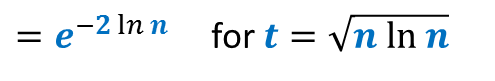 = e^{-2 ln n} for t = √(n ln n)